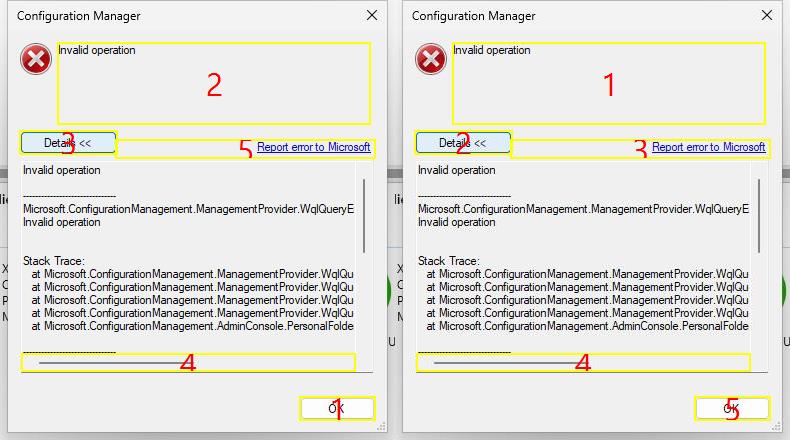 Configuration Manager
Invalid operation
2
Details <<
3
5
Report error to Microsoft
Invalid operation
------------------------------
Microsoft.ConfigurationManagement.ManagementProvider.WqlQueryE
Invalid operation
Stack Trace:
at Microsoft.ConfigurationManagement.ManagementProvider.WqlQu
at Microsoft.ConfigurationManagement.ManagementProvider.WqlQu
at Microsoft.ConfigurationManagement.ManagementProvider.WqlQu
at Microsoft.ConfigurationManagement.ManagementProvider.WqlQu
at Microsoft.ConfigurationManagement.AdminConsole.PersonalFolde
------------------------------
4
OK
1
Configuration Manager
Invalid operation
1
Details <<
2
3
Report error to Microsoft
Invalid operation
------------------------------
Microsoft.ConfigurationManagement.ManagementProvider.WqlQueryE
Invalid operation
Stack Trace:
at Microsoft.ConfigurationManagement.ManagementProvider.WqlQu
at Microsoft.ConfigurationManagement.ManagementProvider.WqlQu
at Microsoft.ConfigurationManagement.ManagementProvider.WqlQu
at Microsoft.ConfigurationManagement.ManagementProvider.WqlQu
at Microsoft.ConfigurationManagement.AdminConsole.PersonalFolde
------------------------------
4
OK
5